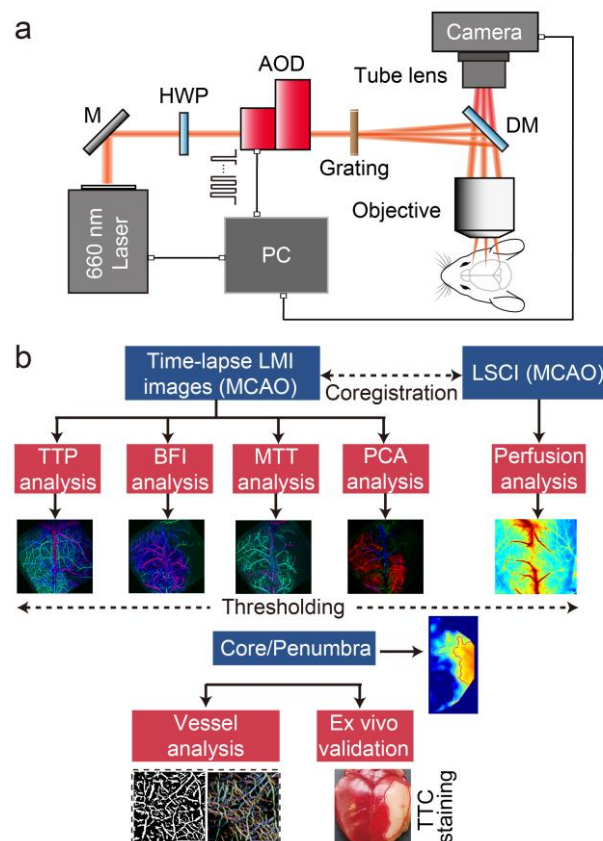 a
Camera
Tube lens
AOD
HWP
M
DM
Grating
Objective
660 nm
Laser
PC
b
Time-lapse LMI
images (MCAO)
Coregistration
LSCI (MCAO)
TTP
analysis
BFI
analysis
MTT
analysis
PCA
analysis
Perfusion
analysis
Thresholding
Core/Penumbra
Vessel
analysis
Ex vivo
validation
TTC
staining